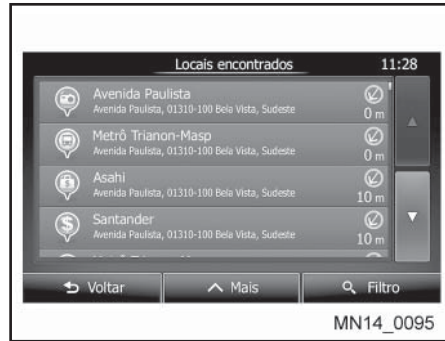 Locais encontrados 11:28
Avenida Paulista
Avenida Paulista, 01310-100 Bela Vista, Sudeste
0 m
Metrô Trianon-Masp
Avenida Paulista, 01310-100 Bela Vista, Sudeste
0 m
Asahi
Avenida Paulista, 01310-100 Bela Vista, Sudeste
10 m
Santander
Avenida Paulista, 01310-100 Bela Vista, Sudeste
10 m
Voltar Mais Filtro
MN14_0095